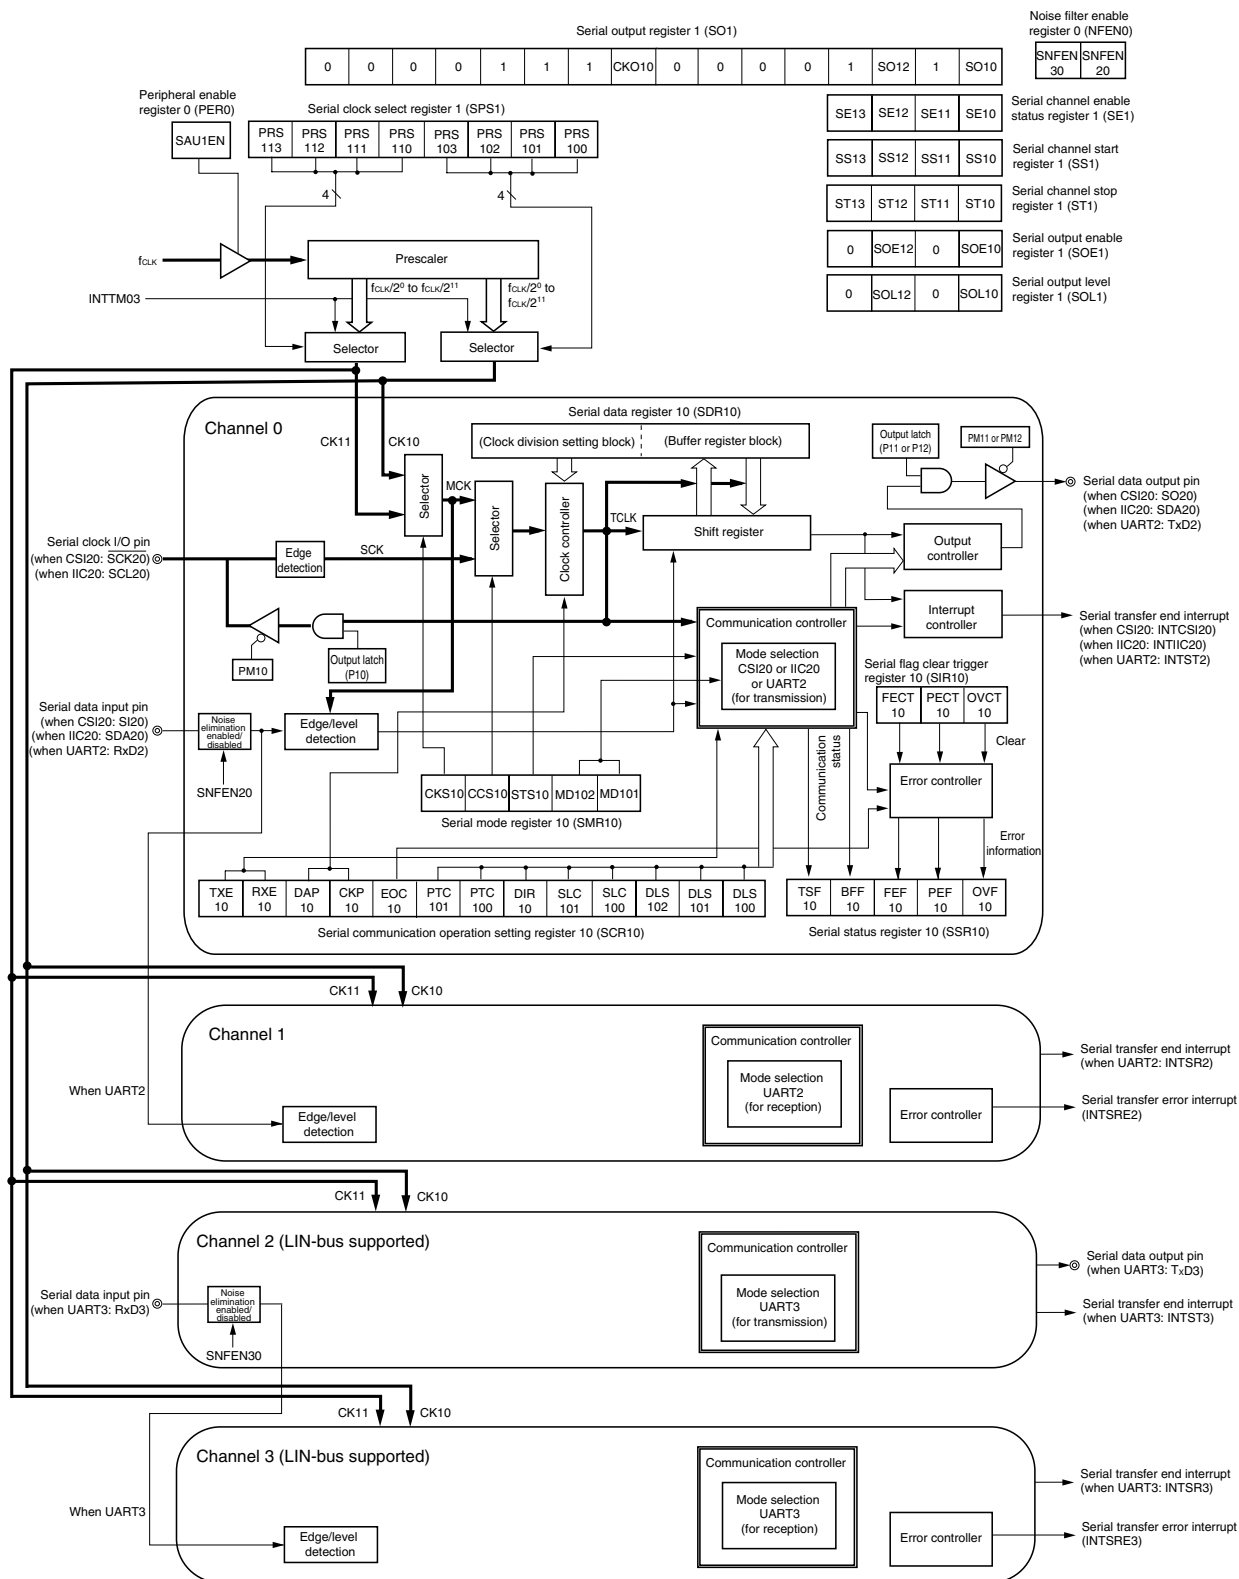 Serial output register 1 (SO1)
0 0 0 0 1 1 1 CKO10 0 0 0 0 1 SO12 1 SO10
Noise filter enable
register 0 (NFEN0)
SNFEN
30
SNFEN
20
Peripheral enable
register 0 (PER0)
SAU1EN
Serial clock select register 1 (SPS1)
PRS
113
PRS
112
PRS
111
PRS
110
PRS
103
PRS
102
PRS
101
PRS
100
4
4
SE13 SE12 SE11 SE10
Serial channel enable
status register 1 (SE1)
SS13 SS12 SS11 SS10
Serial channel start
register 1 (SS1)
ST13 ST12 ST11 ST10
Serial channel stop
register 1 (ST1)
0 SOE12 0 SOE10
Serial output enable
register 1 (SOE1)
0 SOL12 0 SOL10
Serial output level
register 1 (SOL1)
fCLK
Prescaler
INTTM03
fCLK/2⁰ to fCLK/2¹¹
fCLK/2⁰ to
fCLK/2¹¹
Selector
Selector
Channel 0
CK11
CK10
Serial data register 10 (SDR10)
(Clock division setting block)
(Buffer register block)
Output latch
(P11 or P12)
PM11 or PM12
Selector
MCK
Selector
Clock controller
TCLK
Shift register
Serial data output pin
(when CSI20: SO20)
(when IIC20: SDA20)
(when UART2: TxD2)
Output
controller
Serial clock I/O pin
(when CSI20: SCK20)
(when IIC20: SCL20)
Edge
detection
SCK
Communication controller
Mode selection
CSI20 or IIC20
or UART2
(for transmission)
Interrupt
controller
Serial transfer end interrupt
(when CSI20: INTCSI20)
(when IIC20: INTIIC20)
(when UART2: INTST2)
PM10
Output latch
(P10)
Serial flag clear trigger
register 10 (SIR10)
FECT
10
PECT
10
OVCT
10
Clear
Serial data input pin
(when CSI20: SI20)
(when IIC20: SDA20)
(when UART2: RxD2)
Noise
elimination
enabled/
disabled
Edge/level
detection
SNFEN20
Communication
status
Error controller
CKS10 CCS10 STS10 MD102 MD101
Serial mode register 10 (SMR10)
Error
information
TXE
10
RXE
10
DAP
10
CKP
10
EOC
10
PTC
101
PTC
100
DIR
10
SLC
101
SLC
100
DLS
102
DLS
101
DLS
100
Serial communication operation setting register 10 (SCR10)
TSF
10
BFF
10
FEF
10
PEF
10
OVF
10
Serial status register 10 (SSR10)
CK11
CK10
Channel 1
When UART2
Edge/level
detection
Communication controller
Mode selection
UART2
(for reception)
Error controller
Serial transfer end interrupt
(when UART2: INTSR2)
Serial transfer error interrupt
(INTSRE2)
CK11
CK10
Channel 2 (LIN-bus supported)
Serial data input pin
(when UART3: RxD3)
Noise
elimination
enabled/
disabled
SNFEN30
Communication controller
Mode selection
UART3
(for transmission)
Serial data output pin
(when UART3: TxD3)
Serial transfer end interrupt
(when UART3: INTST3)
CK11
CK10
Channel 3 (LIN-bus supported)
When UART3
Edge/level
detection
Communication controller
Mode selection
UART3
(for reception)
Error controller
Serial transfer end interrupt
(when UART3: INTSR3)
Serial transfer error interrupt
(INTSRE3)